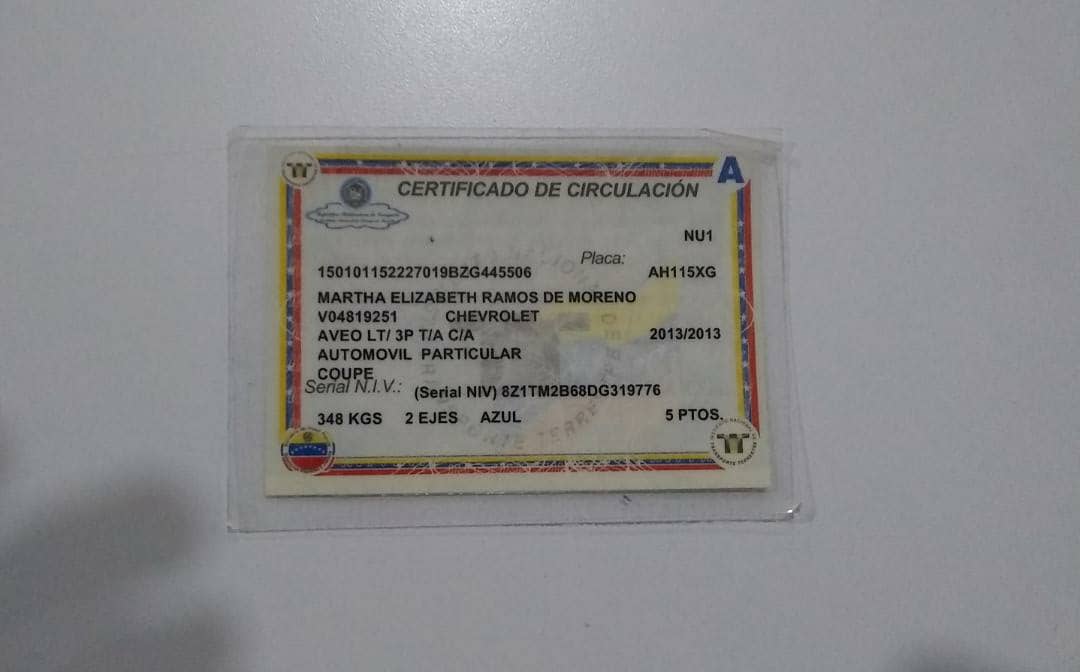 A
CERTIFICADO DE CIRCULACIÓN
NU1
Placa:
150101152227019BZG445506 AH115XG
MARTHA ELIZABETH RAMOS DE MORENO
V04819251 CHEVROLET
AVEO LT/ 3P T/A C/A 2013/2013
AUTOMOVIL PARTICULAR
COUPE
Serial N.I.V.: (Serial NIV) 8Z1TM2B68DG319776
348 KGS 2 EJES AZUL 5 PTOS.